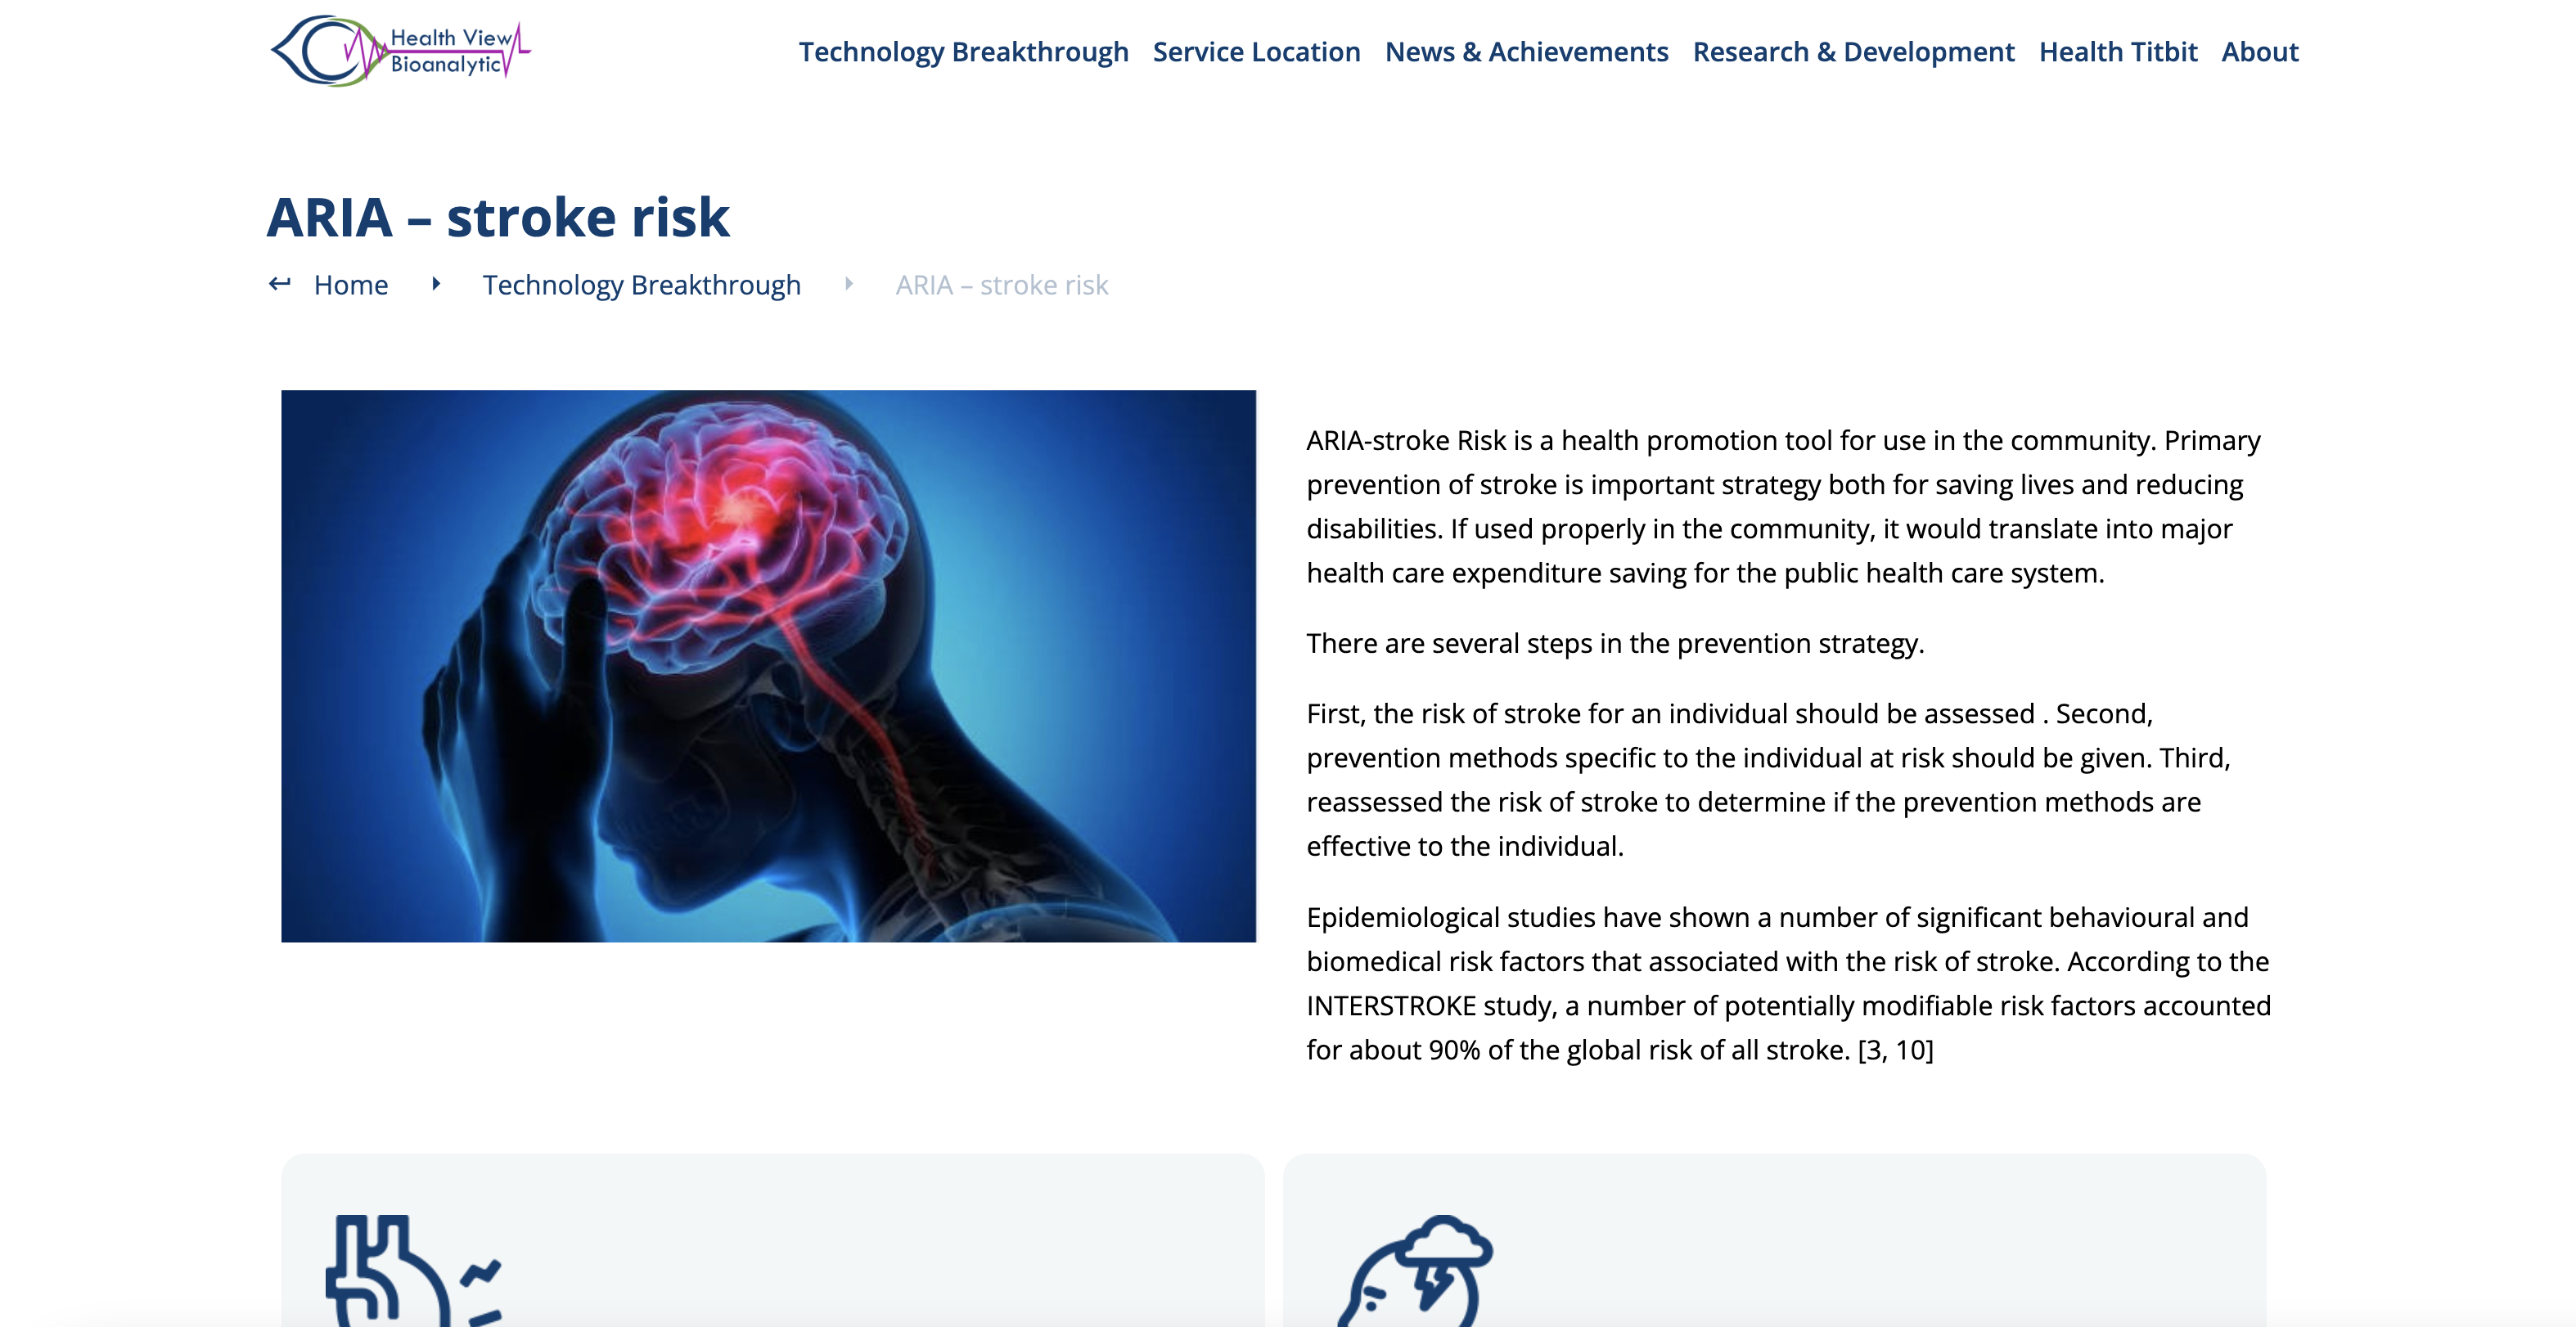 Health View
Bioanalytic
Technology Breakthrough Service Location News & Achievements Research & Development Health Titbit About
ARIA – stroke risk
Home Technology Breakthrough ARIA – stroke risk
ARIA-stroke Risk is a health promotion tool for use in the community. Primary
prevention of stroke is important strategy both for saving lives and reducing
disabilities. If used properly in the community, it would translate into major
health care expenditure saving for the public health care system.
There are several steps in the prevention strategy.
First, the risk of stroke for an individual should be assessed . Second,
prevention methods specific to the individual at risk should be given. Third,
reassessed the risk of stroke to determine if the prevention methods are
effective to the individual.
Epidemiological studies have shown a number of significant behavioural and
biomedical risk factors that associated with the risk of stroke. According to the
INTERSTROKE study, a number of potentially modifiable risk factors accounted
for about 90% of the global risk of all stroke. [3, 10]